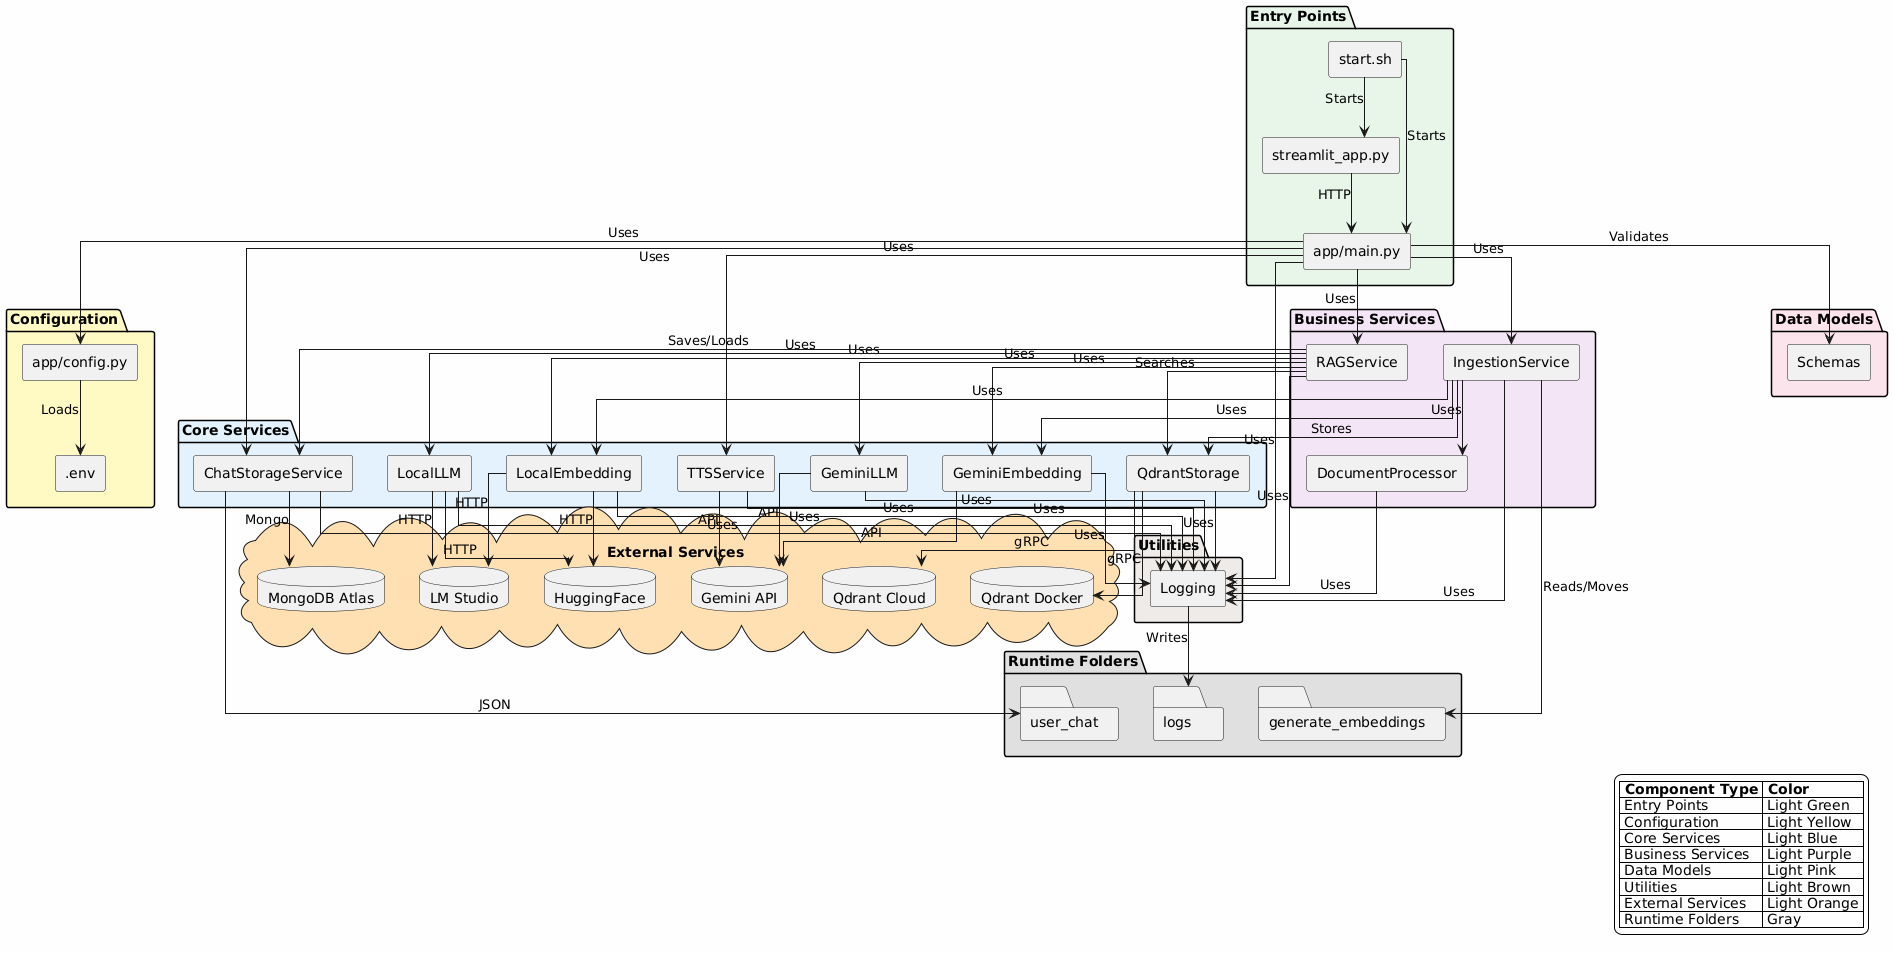 Entry Points
start.sh
Starts
Starts
streamlit_app.py
HTTP
app/main.py
Uses
Uses
Uses
Validates
Uses
Uses
Configuration
app/config.py
Loads
.env
Business Services
RAGService
IngestionService
Data Models
Schemas
Saves/Loads
Uses
Uses
Uses
Uses
Searches
Uses
Uses
Uses
Stores
Uses
DocumentProcessor
Core Services
ChatStorageService
LocalLLM
LocalEmbedding
TTSService
GeminiLLM
GeminiEmbedding
QdrantStorage
Mongo
HTTP
HTTP
HTTP
HTTP
API
Uses
API
Uses
API
Uses
Uses
Uses
Uses
Uses
Uses
gRPC
gRPC
External Services
MongoDB Atlas
LM Studio
HuggingFace
Gemini API
Qdrant Cloud
Qdrant Docker
Utilities
Logging
Uses
Uses
Reads/Moves
Writes
Runtime Folders
JSON
user_chat
logs
generate_embeddings
Component Type Color
Entry Points Light Green
Configuration Light Yellow
Core Services Light Blue
Business Services Light Purple
Data Models Light Pink
Utilities Light Brown
External Services Light Orange
Runtime Folders Gray